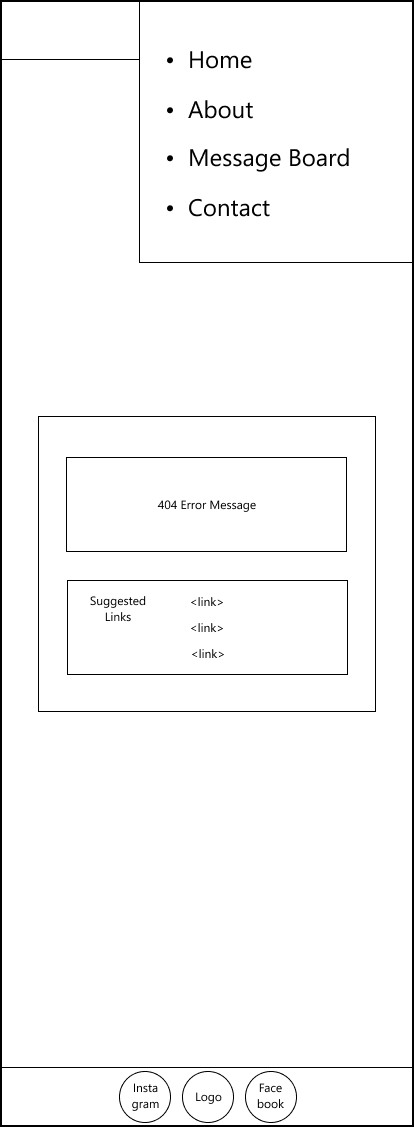 • Home
• About
• Message Board
• Contact
404 Error Message
Suggested
Links
<link>
<link>
<link>
Insta
gram
Logo
Face
book